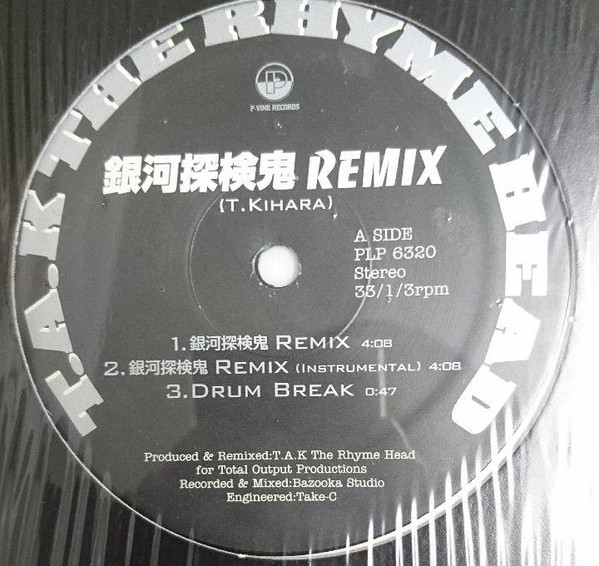 T.A.K THE RHYME HEAD
P
P-VINE RECORDS
銀河探検鬼 REMIX
(T.KIHARA)
A SIDE
PLP 6320
Stereo
33/1/3rpm
1.銀河探検鬼 REMIX 4:08
2.銀河探検鬼 REMIX (INSTRUMENTAL) 4:08
3.DRUM BREAK 0:47
Produced & Remixed:T.A.K The Rhyme Head
for Total Output Productions
Recorded & Mixed:Bazooka Studio
Engineered:Take-C